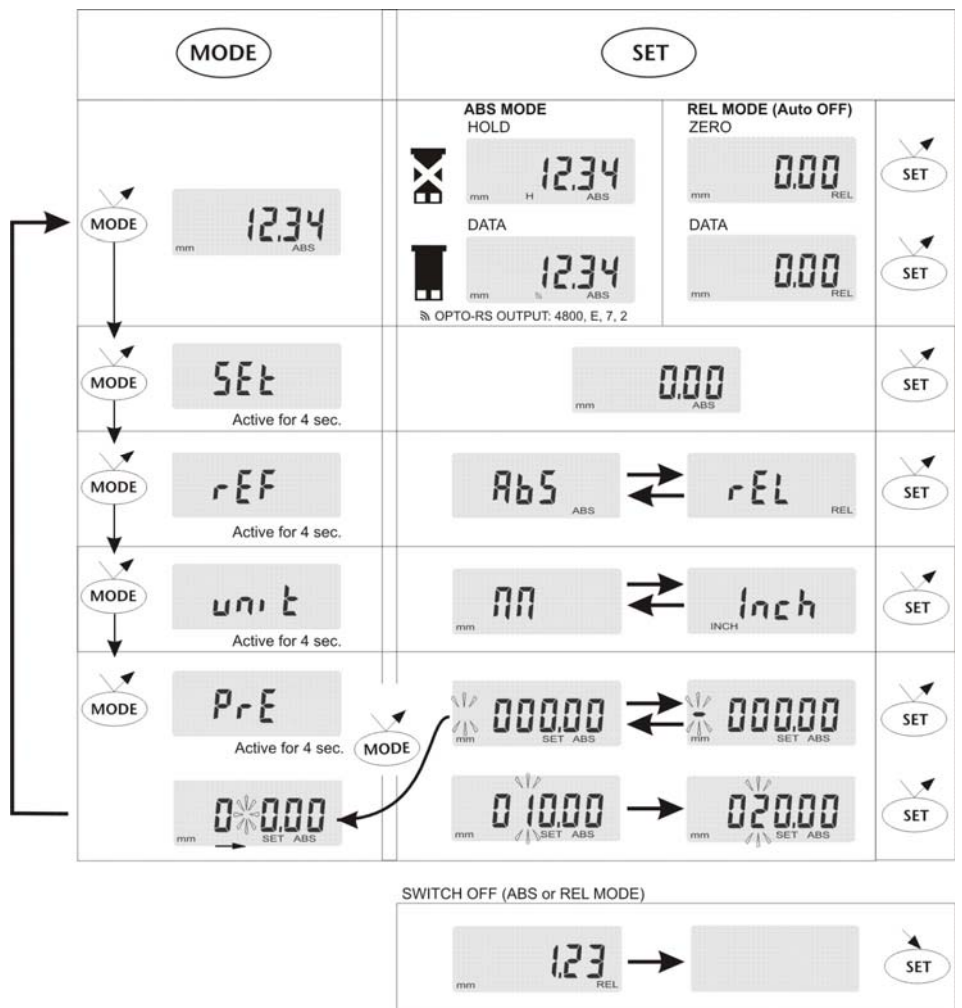 MODE
SET
ABS MODE
HOLD
REL MODE (Auto OFF)
ZERO
MODE
12.34
mm
ABS
12.34
mm
H
ABS
0.00
REL
mm
SET
DATA
12.34
mm
ABS
DATA
0.00
mm
REL
SET
OPTO-RS OUTPUT: 4800, E, 7, 2
MODE
SEt
Active for 4 sec.
0.00
mm
ABS
SET
MODE
rEF
Active for 4 sec.
AbS
ABS
rEL
REL
SET
MODE
unit
Active for 4 sec.
mm
Inch
INCH
SET
MODE
PrE
Active for 4 sec.
MODE
000.00
mm
SET ABS
- 000.00
mm
SET ABS
SET
0 0.00
mm
SET ABS
010.00
mm
SET ABS
020.00
mm
SET ABS
SET
SWITCH OFF (ABS or REL MODE)
1.23
mm
REL
SET